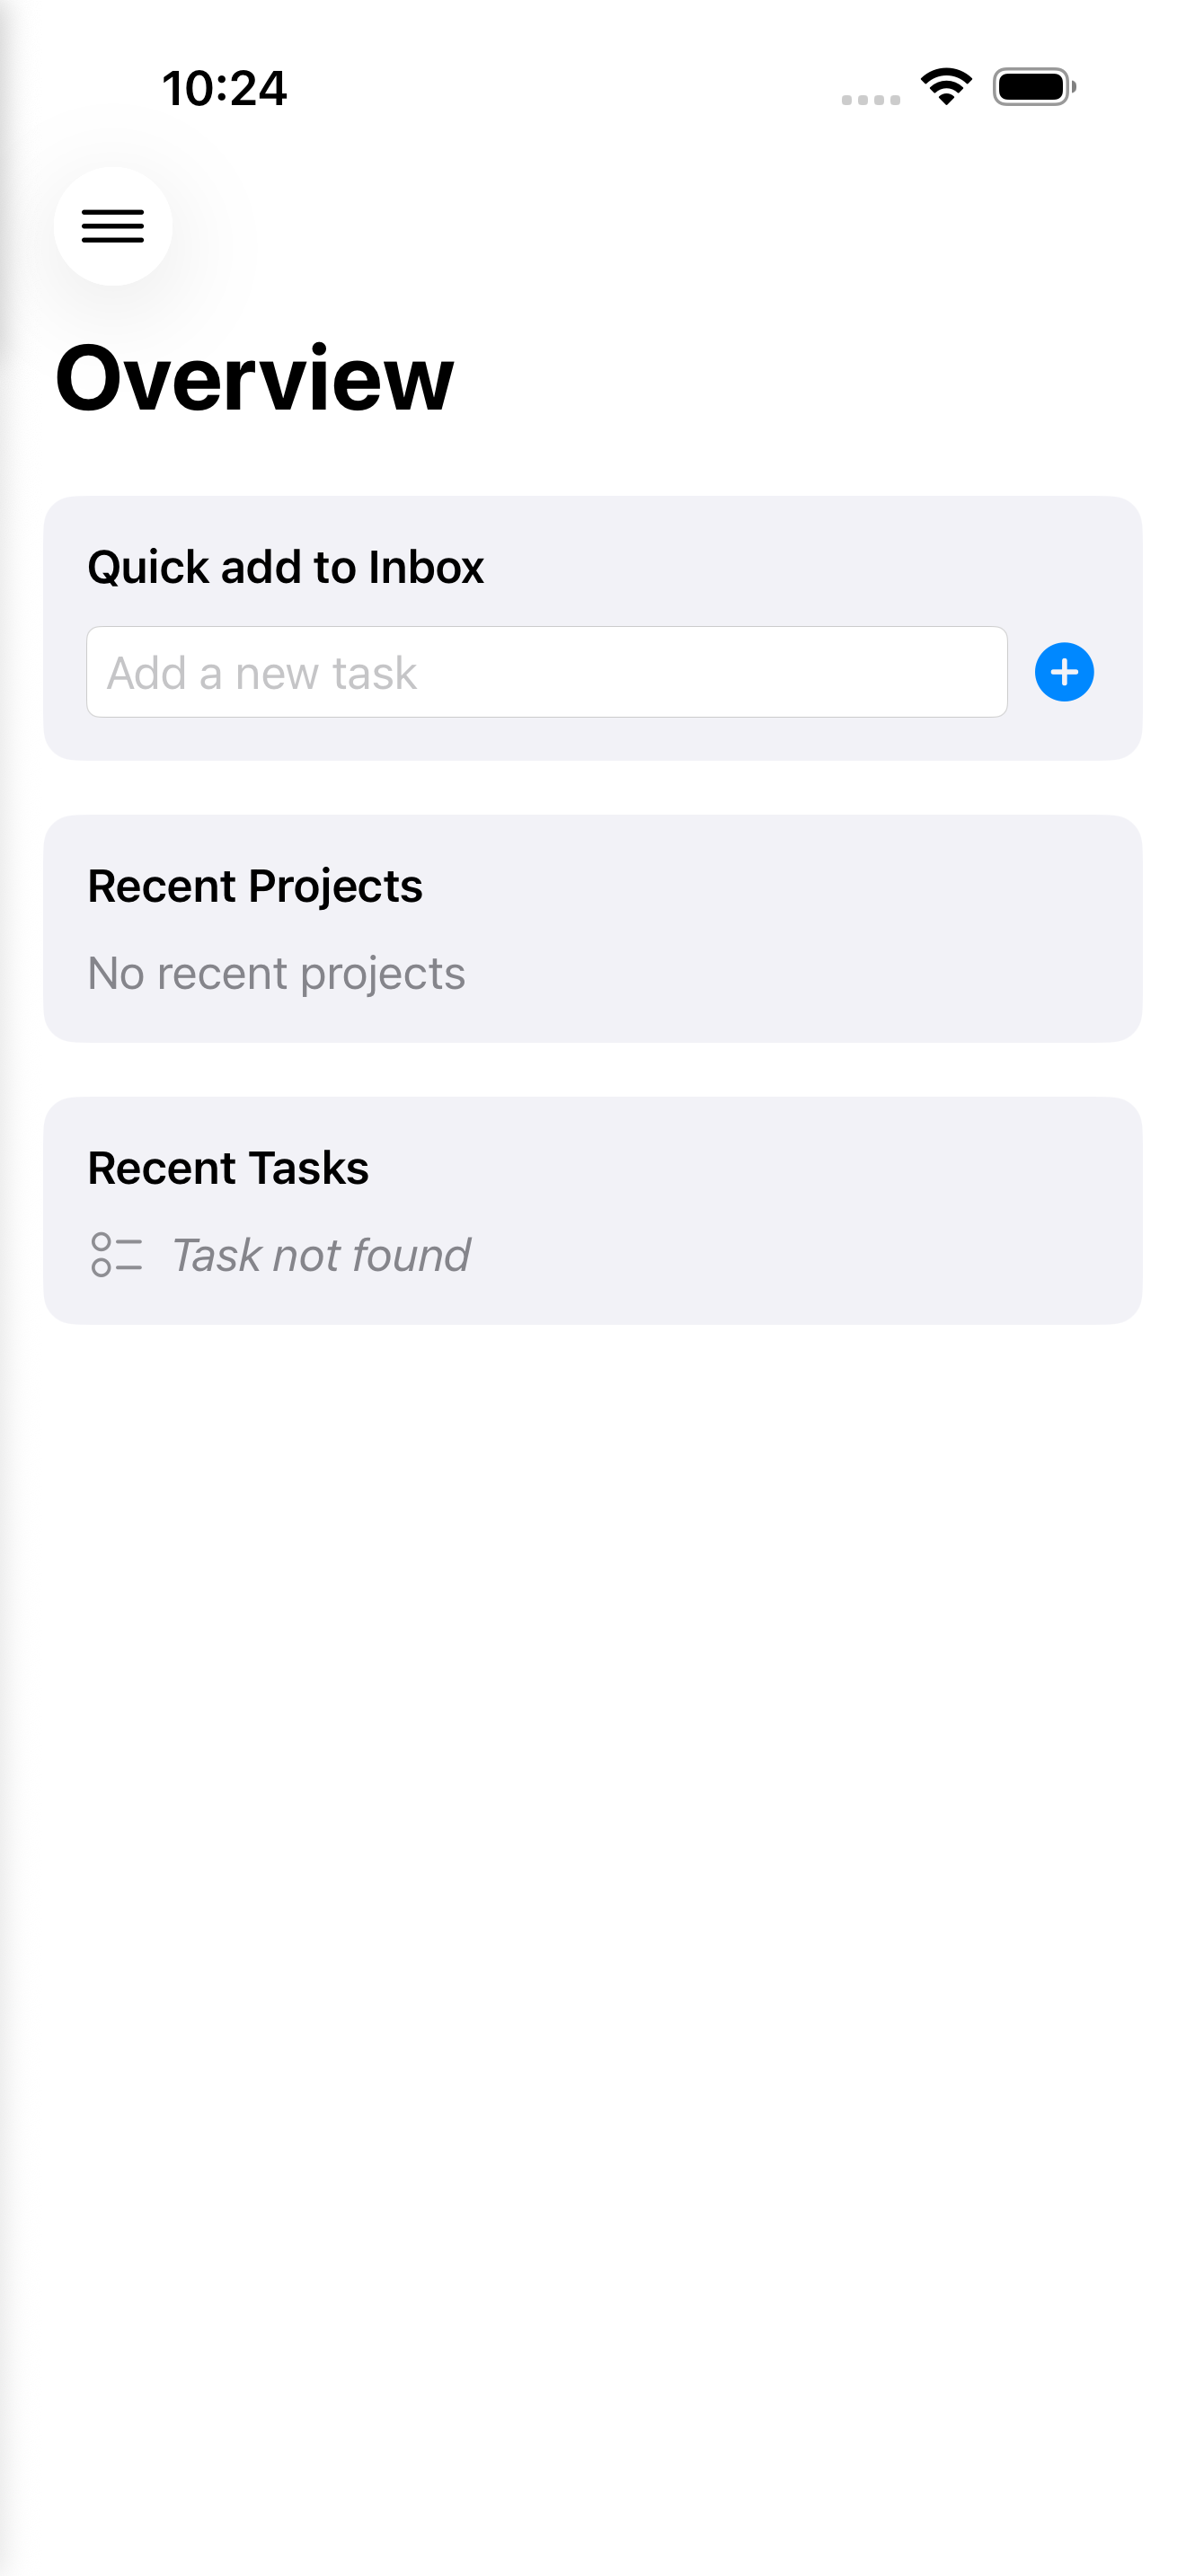 10:24
Overview
Quick add to Inbox
Add a new task
Recent Projects
No recent projects
Recent Tasks
Task not found